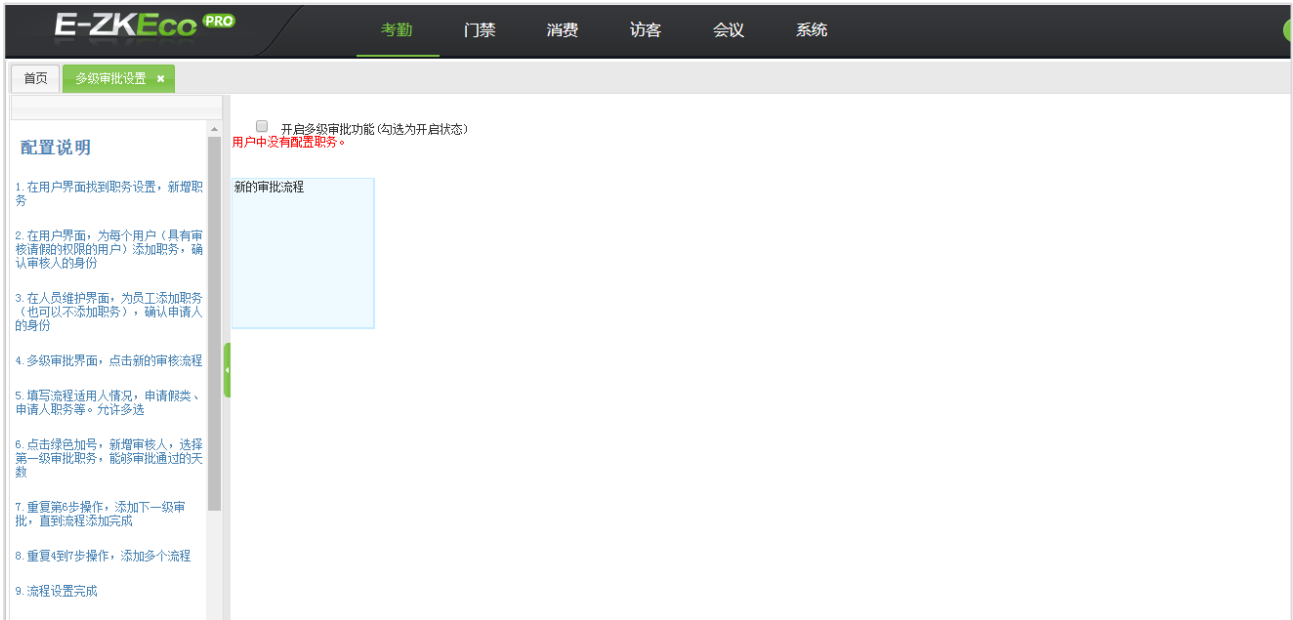 E-ZKEco PRO
考勤 门禁 消费 访客 会议 系统
首页 多级审批设置 ×
配置说明
1.在用户界面找到职务设置，新增职
务
2.在用户界面，为每个用户（具有审
核请假的权限的用户）添加职务，确
认审核人的身份
3.在人员维护界面，为员工添加职务
（也可以不添加职务），确认申请人
的身份
4.多级审批界面，点击新的审核流程
5.填写流程适用人情况，申请假类、
申请人职务等。允许多选
6.点击绿色加号，新增审核人，选择
第一级审批职务，能够审批通过的天
数
7.重复第6步操作，添加下一级审
批，直到流程添加完成
8.重复4到7步操作，添加多个流程
9.流程设置完成
开启多级审批功能(勾选为开启状态)
用户中没有配置职务。
新的审批流程